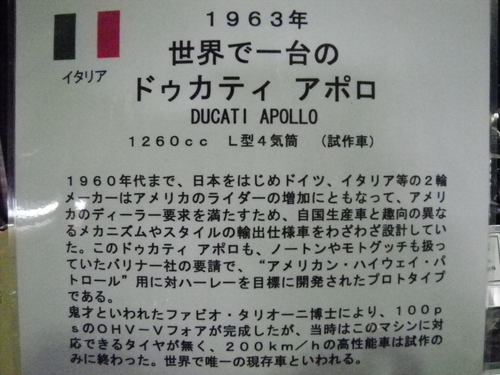 １９６３年
イタリア
世界で一台の
ドゥカティ アポロ
DUCATI APOLLO
１２６０ｃｃ　Ｌ型４気筒　（試作車）
１９６０年代まで、日本をはじめドイツ、イタリア等の２輪
メーカーはアメリカのライダーの増加にともなって、アメリ
カのディーラー要求を満たすため、自国生産車と趣向の異な
るメカニズムやスタイルの輸出仕様車をわざわざ設計してい
た。このドゥカティ アポロも、ノートンやモトグッチも扱っ
ていたバリナー社の要請で、“アメリカン・ハイウェイ・パ
トロール”用に対ハーレーを目標に開発されたプロトタイプ
である。
鬼才といわれたファビオ・タリオーニ博士により、１００ｐ
ｓのＯＨＶ－Ｖフォアが完成したが、当時はこのマシンに対
応できるタイヤが無く、２００ｋｍ／ｈの高性能車は試作の
みに終わった。世界で唯一の現存車といわれる。